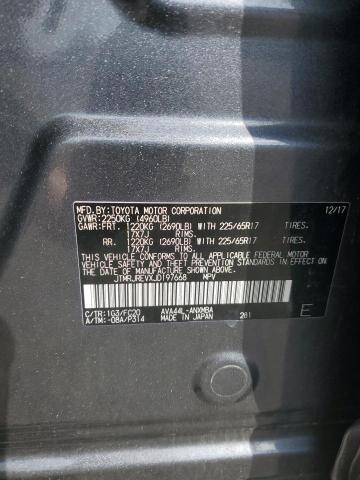 MFD.BY:TOYOTA MOTOR CORPORATION 12/17
GVWR:2250KG (4960LB)
GAWR:FRT. 1220KG (2690LB) WITH 225/65R17 TIRES.
17X7J RIMS.
RR. 1220KG (2690LB) WITH 225/65R17 TIRES.
17X7J RIMS.
THIS VEHICLE CONFORMS TO ALL APPLICABLE FEDERAL MOTOR
VEHICLE SAFETY AND THEFT PREVENTION STANDARDS IN
EFFECT ON THE DATE OF MANUFACTURE SHOWN ABOVE.
JTMRJREVXJD197668 MPV
C/TR:1G3/FC20 AVA44L-ANXMBA
A/TM:-08A/P314 MADE IN JAPAN 261 E